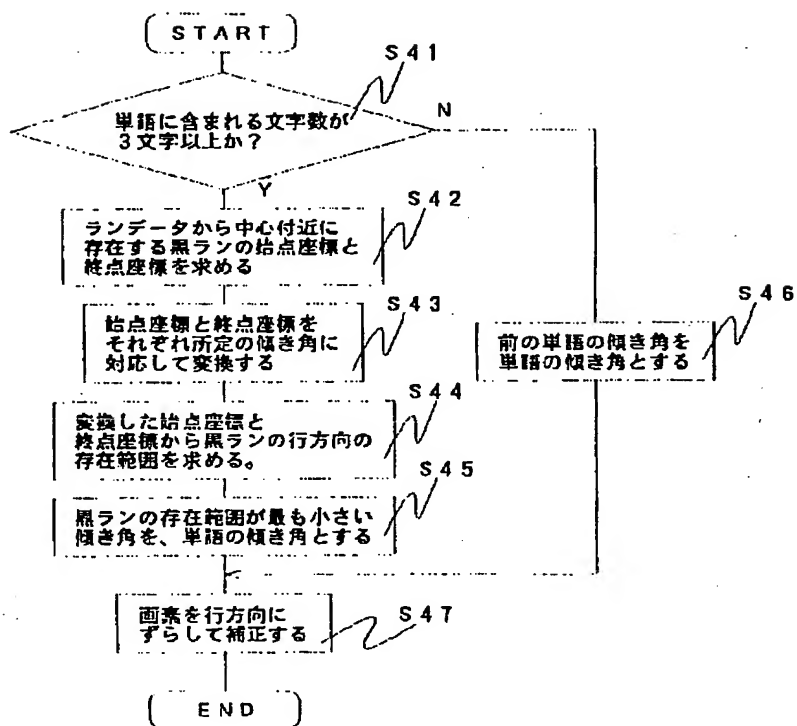 START
S41
単語に含まれる文字数が
3文字以上か?
N
Y
S42
ランデータから中心付近に
存在する黒ランの始点座標と
終点座標を求める
S43
始点座標と終点座標を
それぞれ所定の傾き角に
対応して変換する
S46
前の単語の傾き角を
単語の傾き角とする
S44
変換した始点座標と
終点座標から黒ランの行方向の
存在範囲を求める。
S45
黒ランの存在範囲が最も小さい
傾き角を、単語の傾き角とする
画素を行方向に
ずらして補正する
S47
END